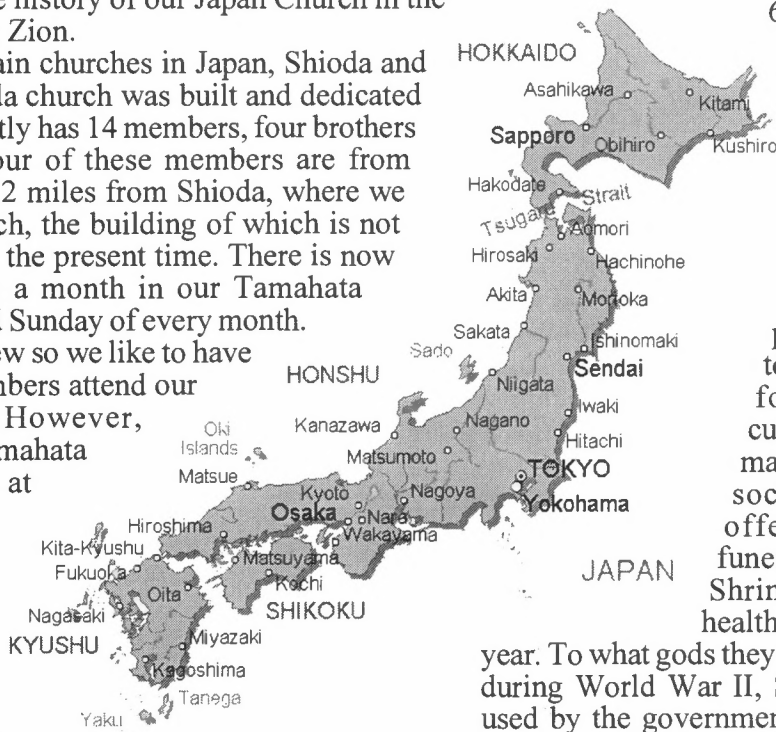 history of our Japan Church in the
Zion.
ain churches in Japan, Shioda and
la church was built and dedicated
tly has 14 members, four brothers
our of these members are from
2 miles from Shioda, where we
ch, the building of which is not
the present time. There is now
a month in our Tamahata
Sunday of every month.
ew so we like to have
nbers attend our
However,
mahata
at
HOKKAIDO
Asahikawa
Kitami
Sapporo
Obihiro
Kushiro
Hakodate
Tsugaru Strait
Aomori
Hirosaki
Hachinohe
Akita
Morioka
Sakata
Ishinomaki
Sado
Sendai
HONSHU
Niigata
Iwaki
Oki
Islands
Kanazawa
Nagano
Hitachi
Matsumoto
TOKYO
Matsue
Kyoto
Nagoya
Yokohama
Osaka
Nara
Hiroshima
Wakayama
Kita-Kyushu
Matsuyama
Fukuoka
Kochi
JAPAN
Oita
SHIKOKU
Nagasaki
KYUSHU
Miyazaki
Kagoshima
Tanega
Yaku
to
fo
cu
ma
soc
offe
fune
Shrin
health
year. To what gods they
during World War II,
used by the governmen